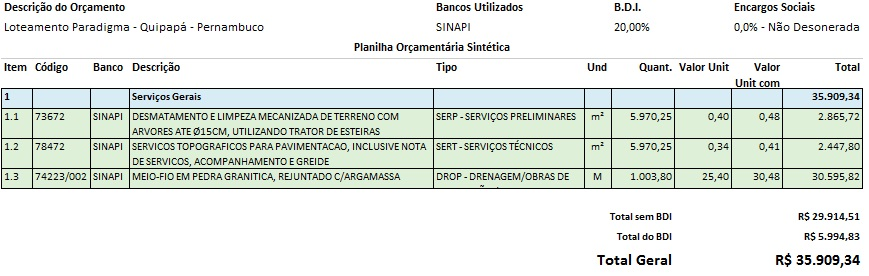 Descrição do Orçamento Bancos Utilizados B.D.I. Encargos Sociais
Loteamento Paradigma - Quipapá - Pernambuco SINAPI 20,00% 0,0% - Não Desonerada
Planilha Orçamentária Sintética
Item Código Banco Descrição Tipo Und Quant. Valor Unit Valor Total
Unit com
1 Serviços Gerais 35.909,34
1.1 73672 SINAPI DESMATAMENTO E LIMPEZA MECANIZADA DE TERRENO COM SERP - SERVIÇOS PRELIMINARES m² 5.970,25 0,40 0,48 2.865,72
ARVORES ATE Ø15CM, UTILIZANDO TRATOR DE ESTEIRAS
1.2 78472 SINAPI SERVICOS TOPOGRAFICOS PARA PAVIMENTACAO, INCLUSIVE NOTA SERT - SERVIÇOS TÉCNICOS m² 5.970,25 0,34 0,41 2.447,80
DE SERVICOS, ACOMPANHAMENTO E GREIDE
1.3 74223/002 SINAPI MEIO-FIO EM PEDRA GRANITICA, REJUNTADO C/ARGAMASSA DROP - DRENAGEM/OBRAS DE M 1.003,80 25,40 30,48 30.595,82
Total sem BDI R$ 29.914,51
Total do BDI R$ 5.994,83
Total Geral R$ 35.909,34